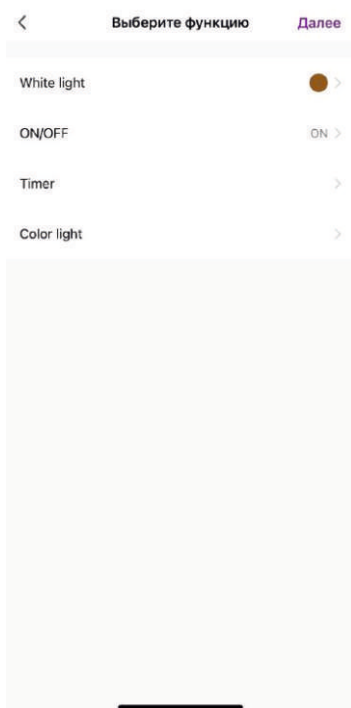 Выберите функцию Далее
White light
ON/OFF ON
Timer
Color light